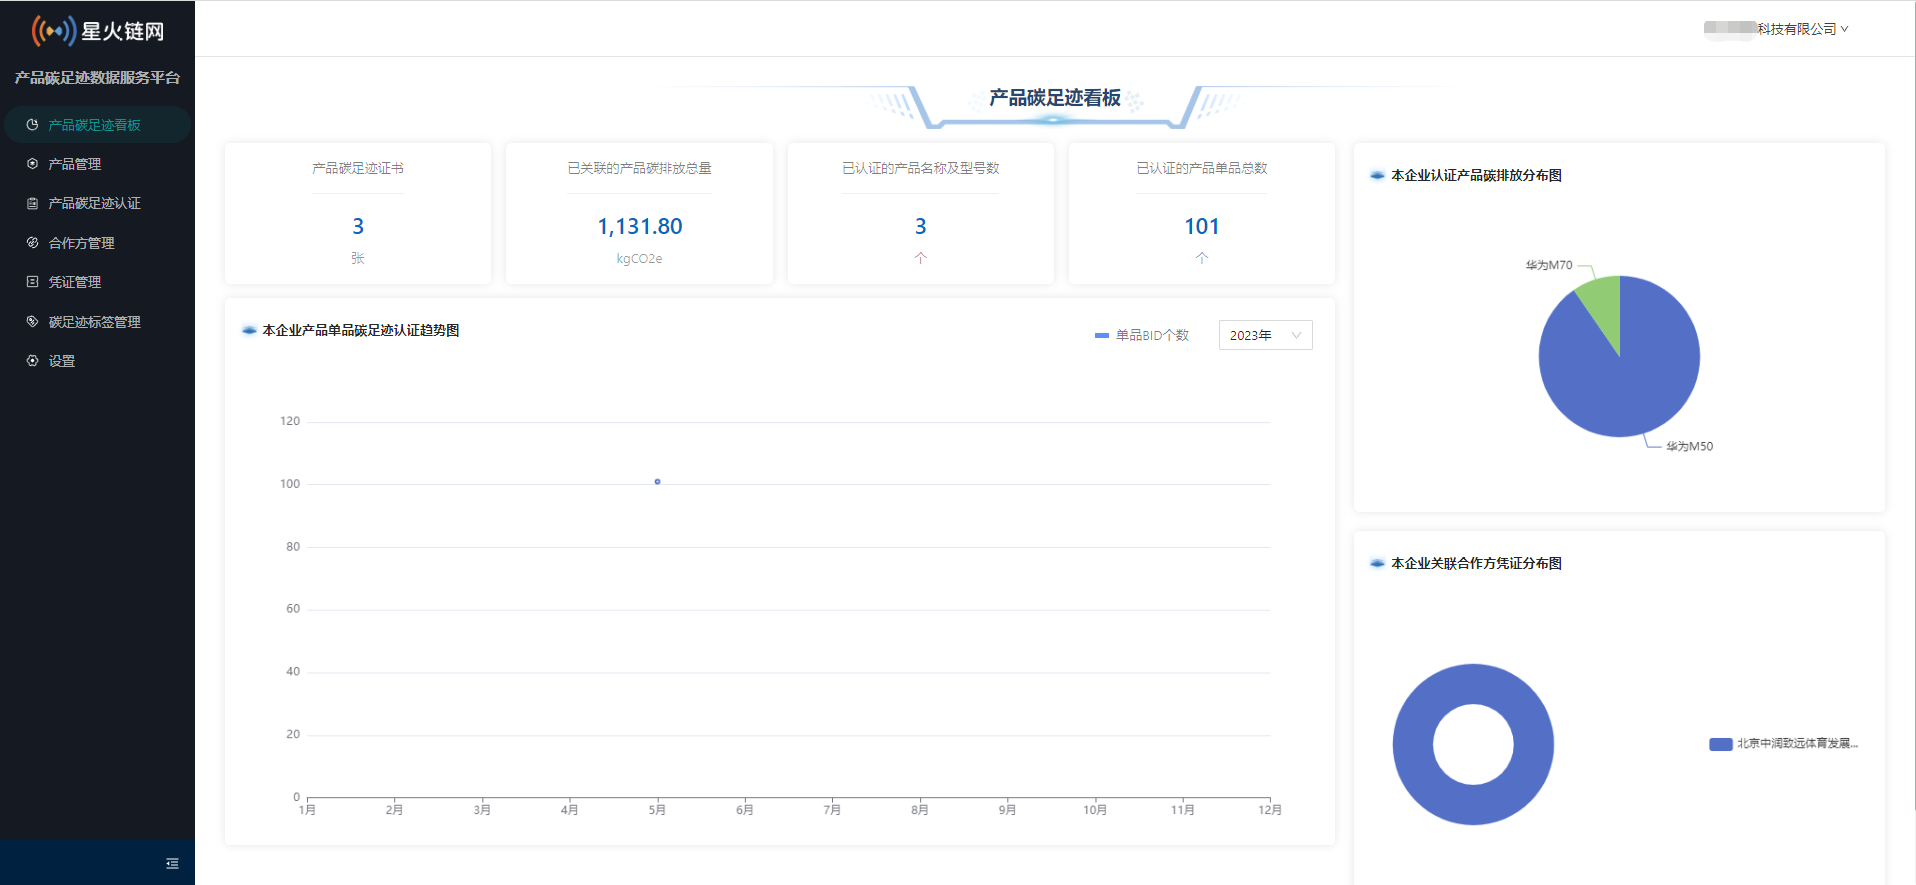 星火链网
产品碳足迹数据服务平台
产品碳足迹看板
产品管理
产品碳足迹认证
合作方管理
凭证管理
碳足迹标签管理
设置
科技有限公司
产品碳足迹看板
产品碳足迹证书
3
张
已关联的产品碳排放总量
1,131.80
kgCO2e
已认证的产品名称及型号数
3
个
已认证的产品单品总数
101
个
本企业产品单品碳足迹认证趋势图
单品BID个数
2023年
120
100
80
60
40
20
0
1月 2月 3月 4月 5月 6月 7月 8月 9月 10月 11月 12月
本企业认证产品碳排放分布图
华为M70
华为M50
本企业关联合作方凭证分布图
北京中润致远体育发展...